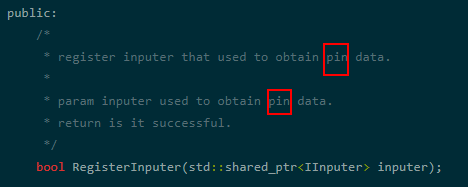 public:
/*
* register inputer that used to obtain pin data.
*
* param inputer used to obtain pin data.
* return is it successful.
*/
bool RegisterInputer(std::shared_ptr<IInputer> inputer);